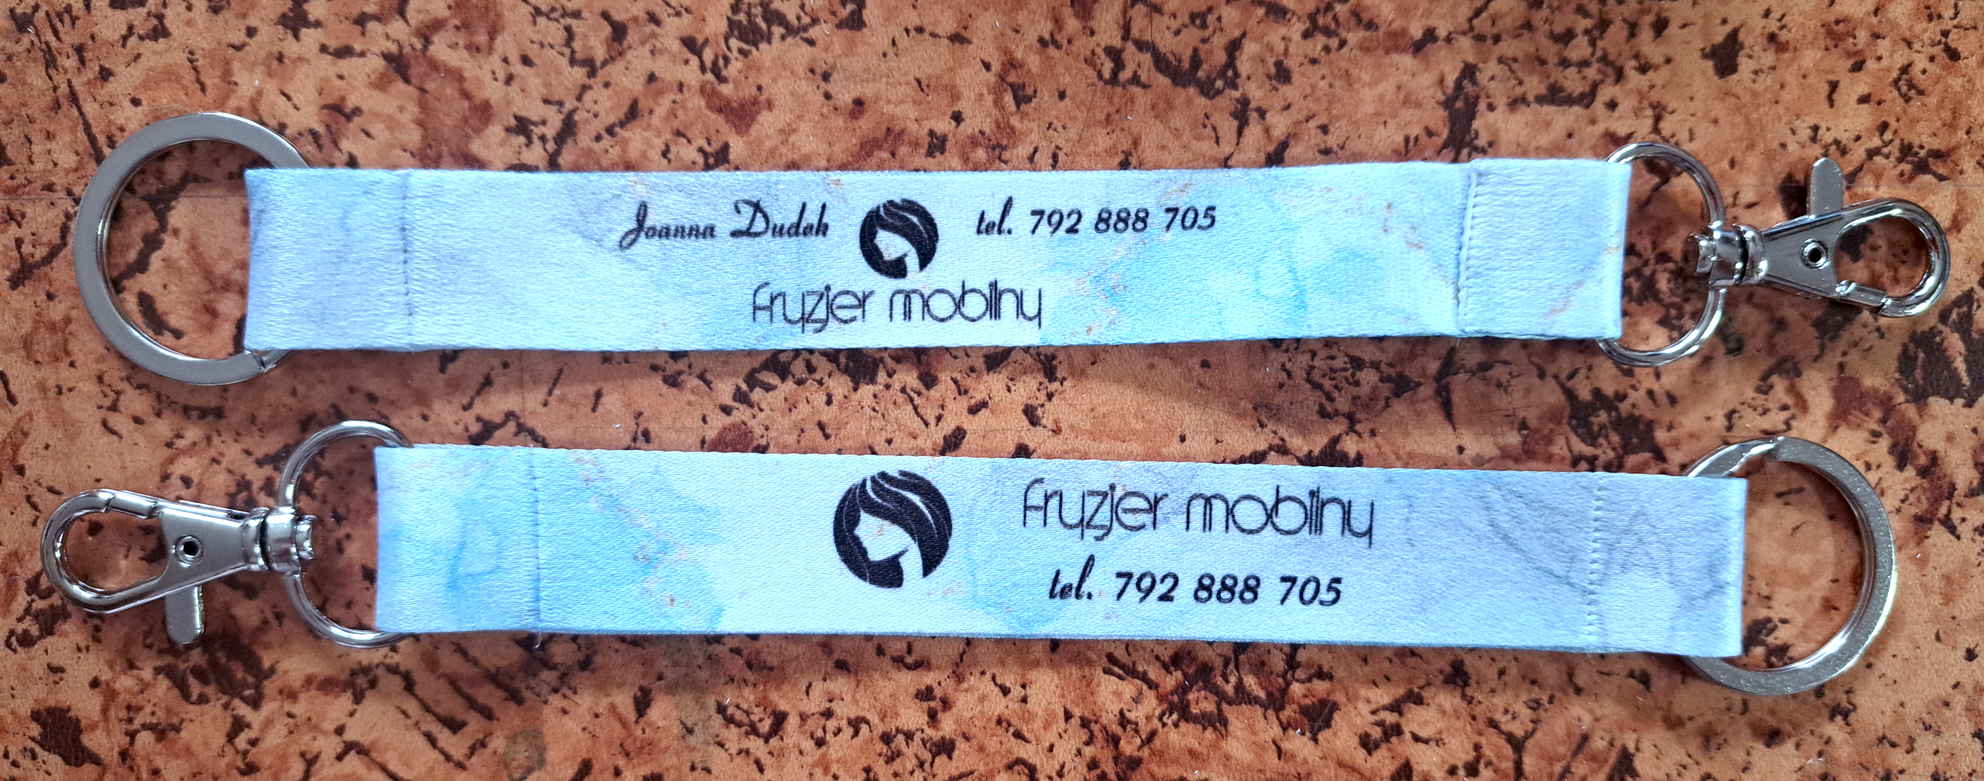 Joanna Dudek tel. 792 888 705
fryzjer mobilny
fryzjer mobilny
tel. 792 888 705